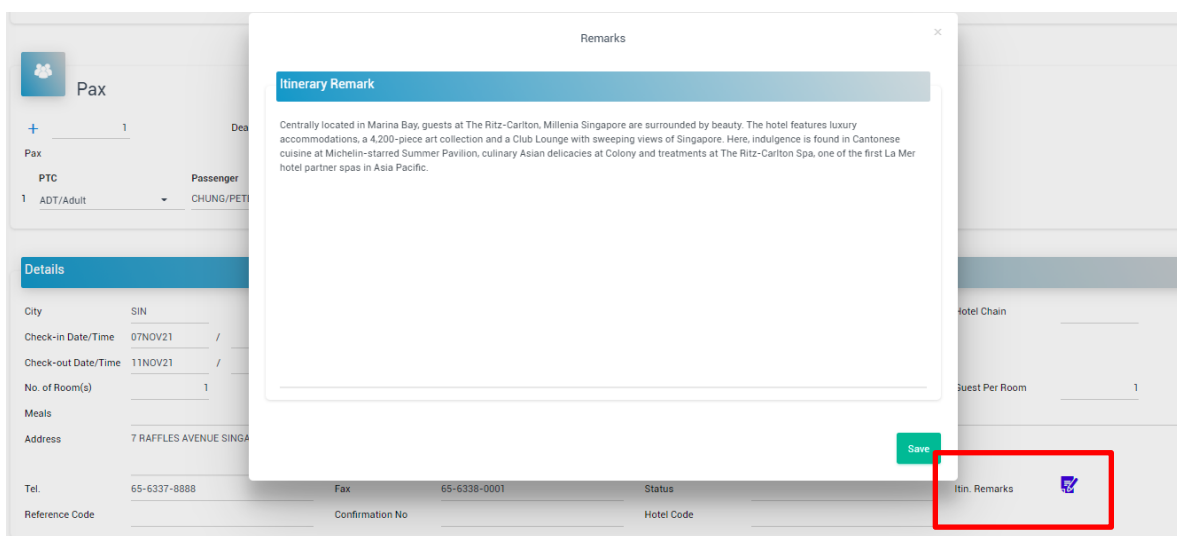 Remarks
×
Itinerary Remark
Centrally located in Marina Bay, guests at The Ritz-Carlton, Millenia Singapore are surrounded by beauty. The hotel features luxury
accommodations, a 4,200-piece art collection and a Club Lounge with sweeping views of Singapore. Here, indulgence is found in Cantonese
cuisine at Michelin-starred Summer Pavilion, culinary Asian delicacies at Colony and treatments at The Ritz-Carlton Spa, one of the first La Mer
hotel partner spas in Asia Pacific.
Save
Pax
+ 1 Dea
Pax
PTC Passenger
1 ADT/Adult CHUNG/PETE
Details
City SIN Hotel Chain
Check-in Date/Time 07NOV21 /
Check-out Date/Time 11NOV21 /
No. of Room(s) 1 Guest Per Room 1
Meals
Address 7 RAFFLES AVENUE SINGA
Tel. 65-6337-8888 Fax 65-6338-0001 Status Itin. Remarks
Reference Code Confirmation No Hotel Code